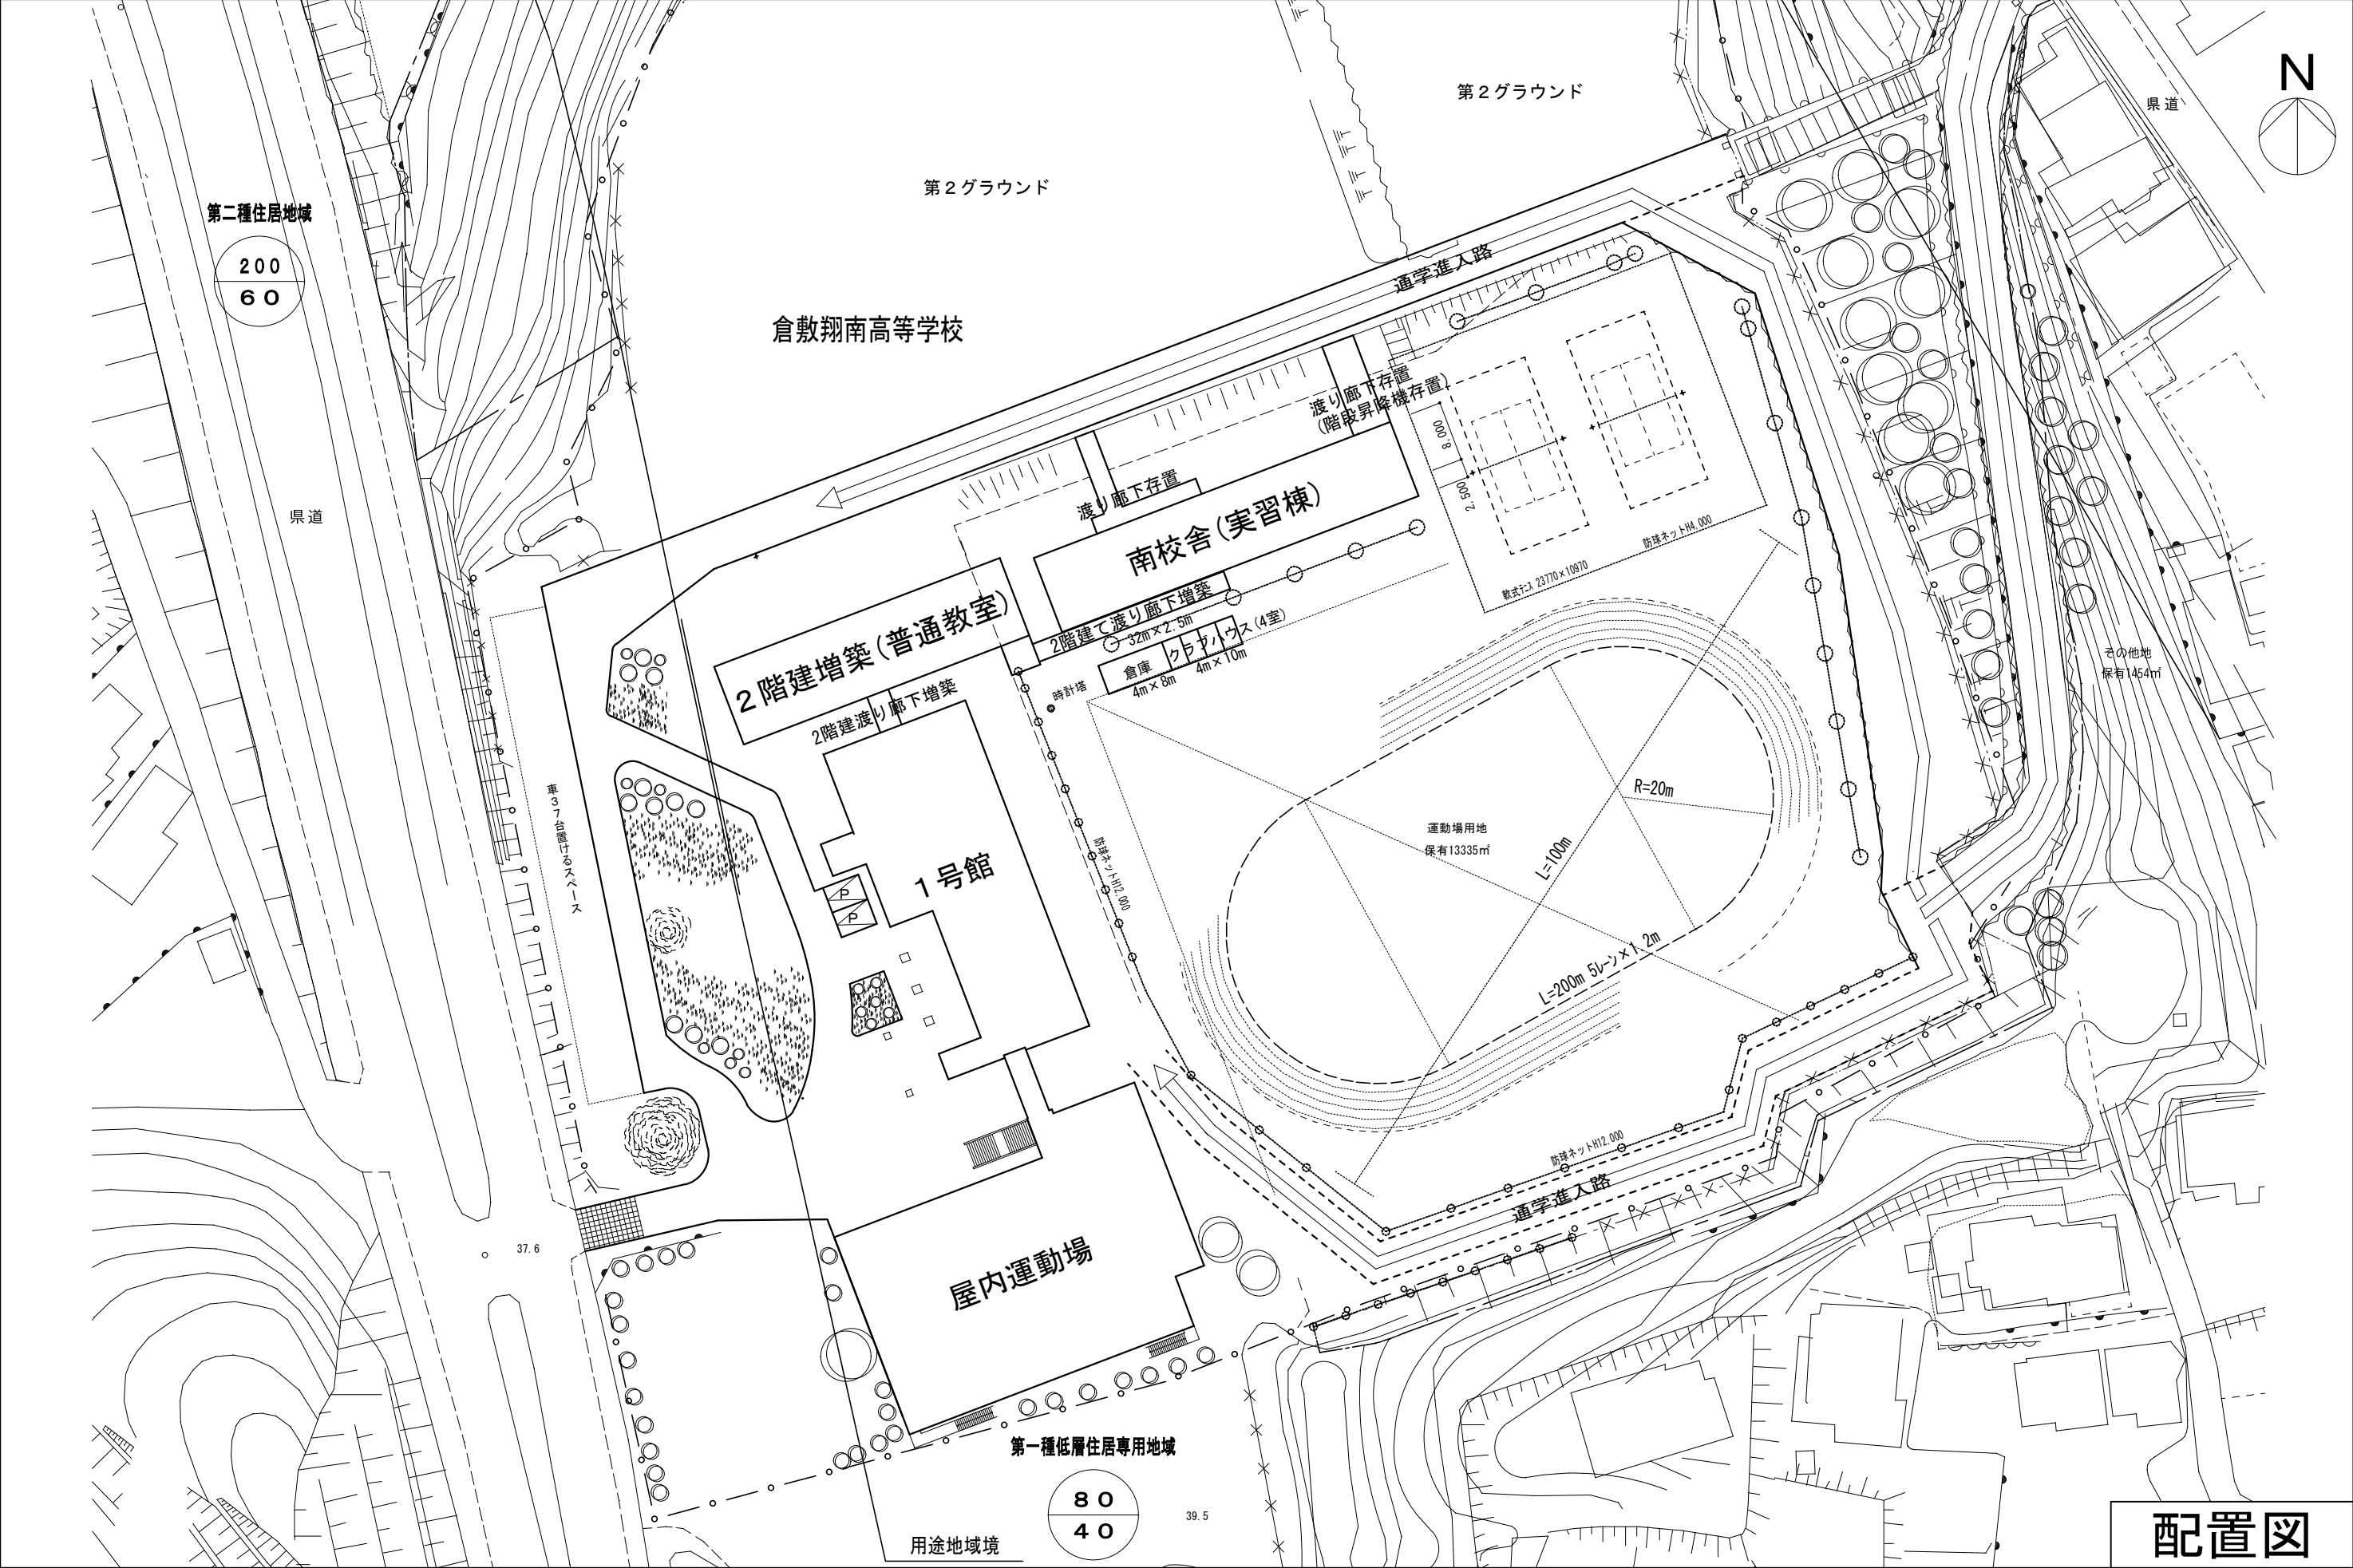 N
第2グラウンド
県道
第2グラウンド
第二種住居地域
200
60
通学進入路
倉敷翔南高等学校
渡り廊下存置
(階段昇降機存置)
8,000
渡り廊下存置
2,500
南校舎(実習棟)
県道
防球ネットH4,000
軟式テニス 23770×10970
2階建増築(普通教室)
2階建て渡り廊下増築
32m×2.5m
クラブハウス(4室)
倉庫
4m×10m
4m×8m
時計塔
その他地
保有1454㎡
2階建渡り廊下増築
車37台置けるスペース
R=20m
運動場用地
保有13335㎡
L=100m
1号館
P
P
防球ネットH12,000
L=200m 5レーン×1.2m
防球ネットH12,000
通学進入路
37.6
屋内運動場
第一種低層住居専用地域
80
40
39.5
用途地域境
配置図